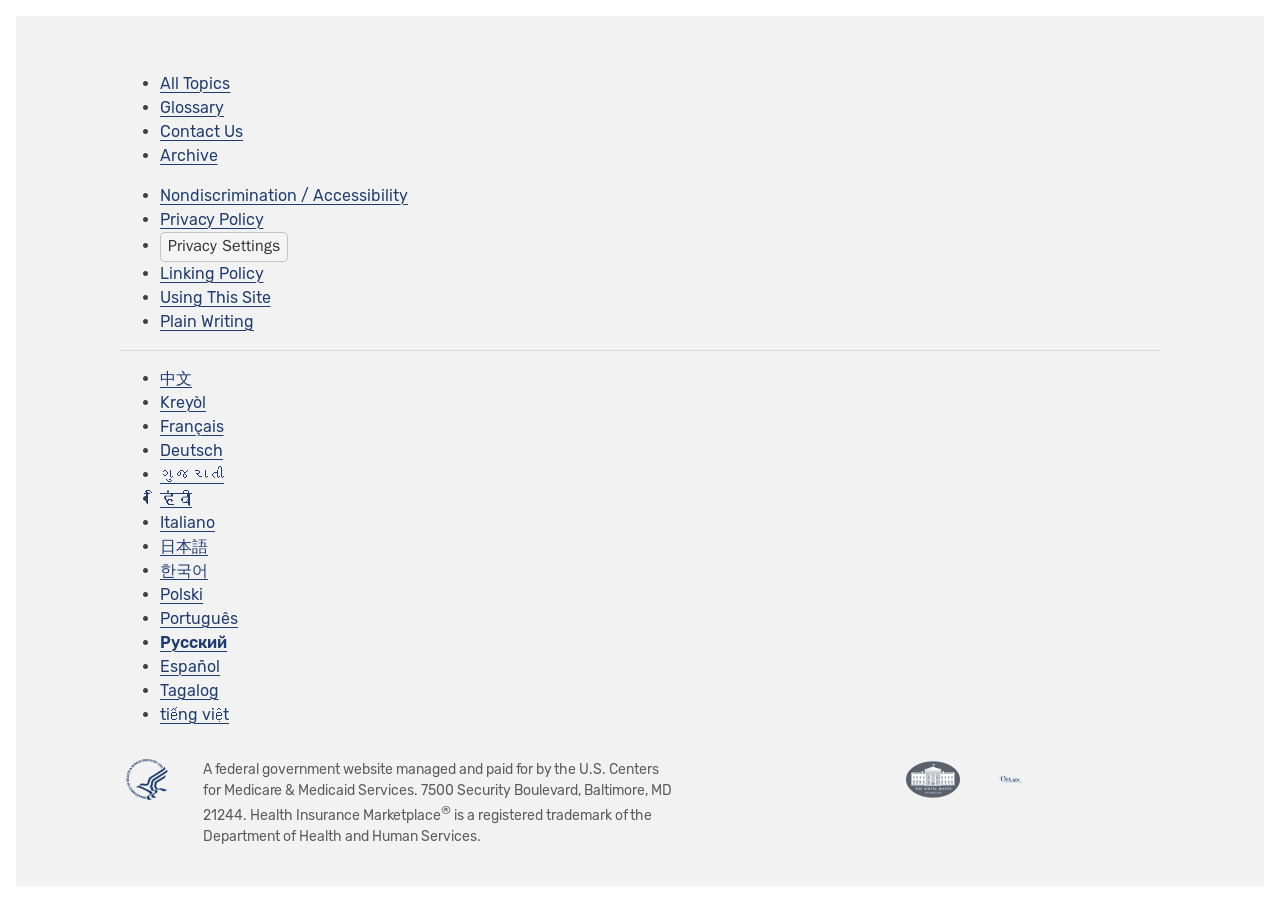 All Topics
Glossary
Contact Us
Archive
Nondiscrimination / Accessibility
Privacy Policy
Privacy Settings
Linking Policy
Using This Site
Plain Writing
中文
Kreyòl
Français
Deutsch
ગુજરાતી
हिंदी
Italiano
日本語
한국어
Polski
Português
Русский
Español
Tagalog
tiếng việt
A federal government website managed and paid for by the U.S. Centers
for Medicare & Medicaid Services. 7500 Security Boulevard, Baltimore, MD
21244. Health Insurance Marketplace® is a registered trademark of the
Department of Health and Human Services.